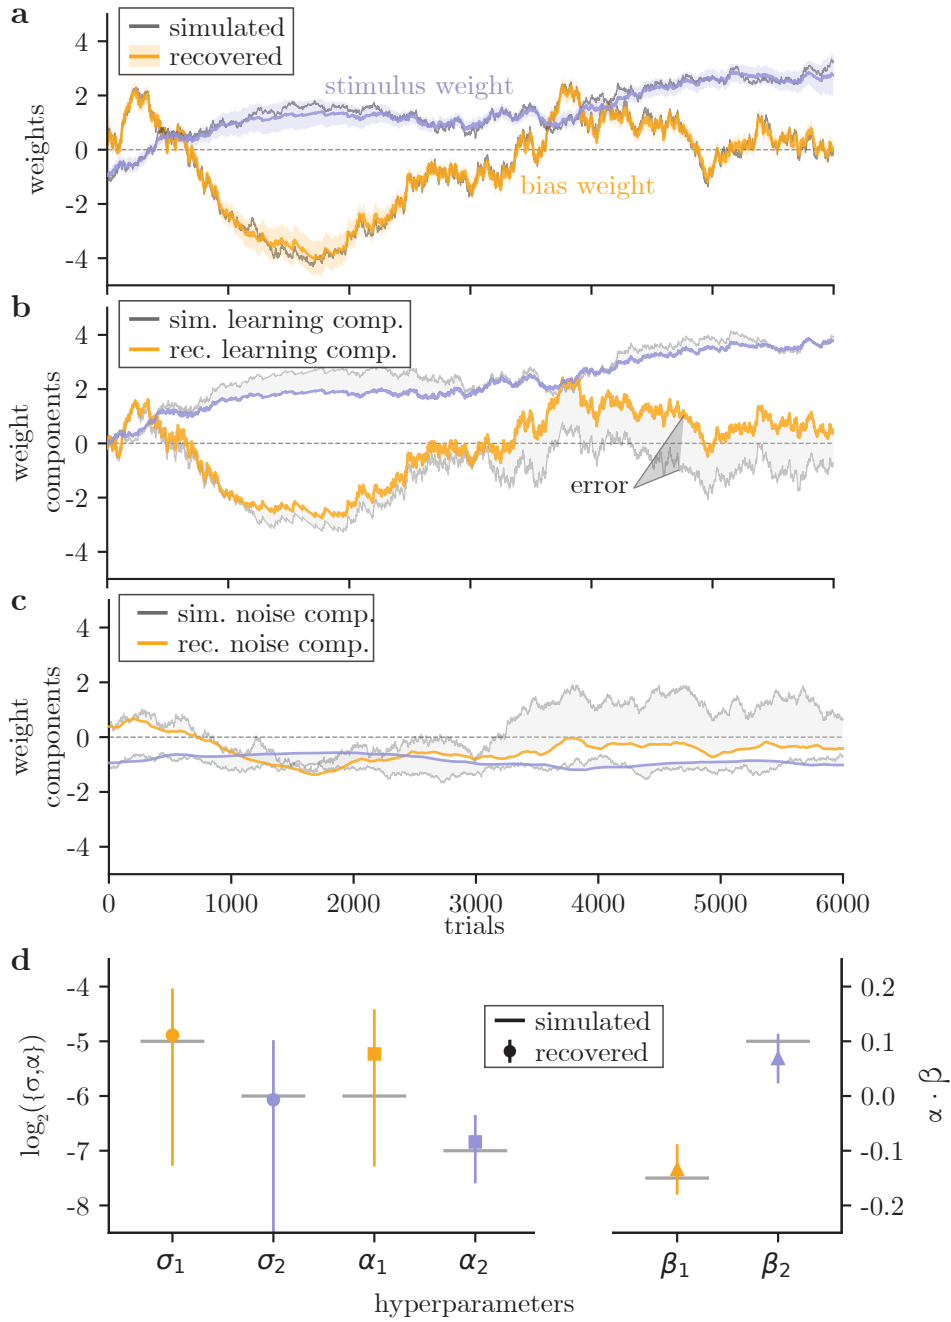 a
simulated
recovered
stimulus weight
bias weight
weights
4
2
0
-2
-4
b
sim. learning comp.
rec. learning comp.
error
weight
components
4
2
0
-2
-4
c
sim. noise comp.
rec. noise comp.
weight
components
4
2
0
-2
-4
0 1000 2000 3000 4000 5000 6000
trials
d
simulated
recovered
log₂({σ,α})
-4
-5
-6
-7
-8
0.2
0.1
0.0
-0.1
-0.2
α · β
σ₁ σ₂ α₁ α₂ β₁ β₂
hyperparameters